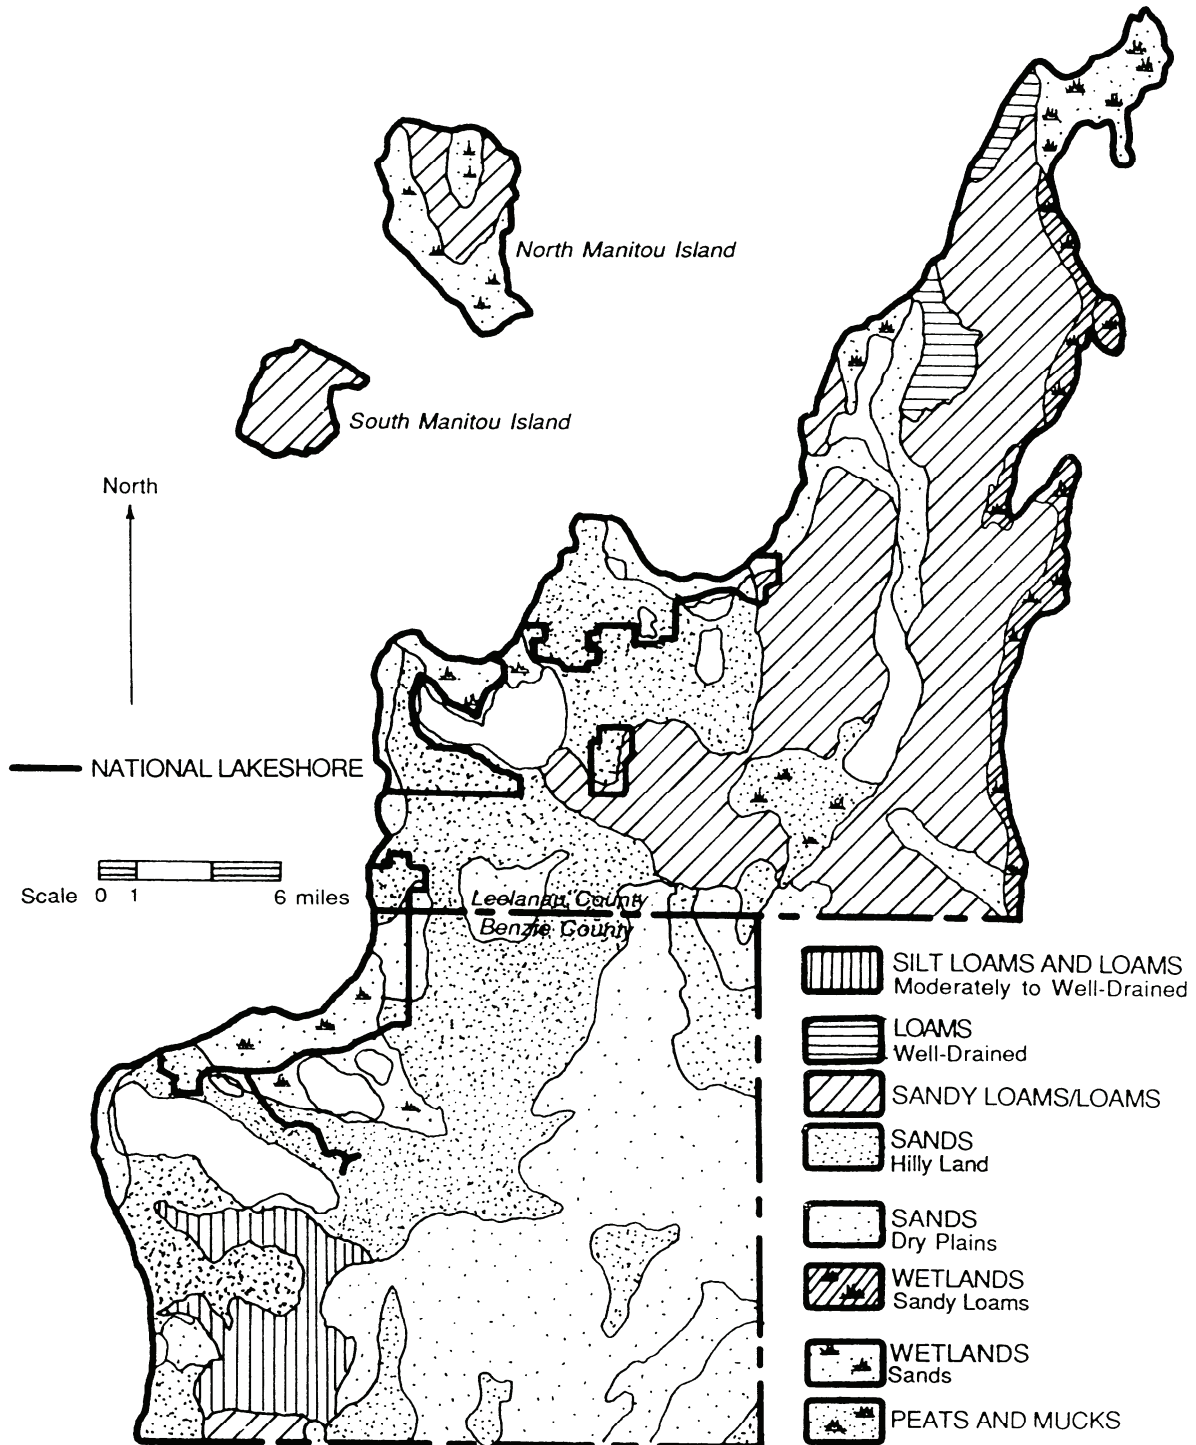 North Manitou Island
South Manitou Island
North
NATIONAL LAKESHORE
Scale 0 1 6 miles
Leelanau County
Benzie County
SILT LOAMS AND LOAMS
Moderately to Well-Drained
LOAMS
Well-Drained
SANDY LOAMS/LOAMS
SANDS
Hilly Land
SANDS
Dry Plains
WETLANDS
Sandy Loams
WETLANDS
Sands
PEATS AND MUCKS